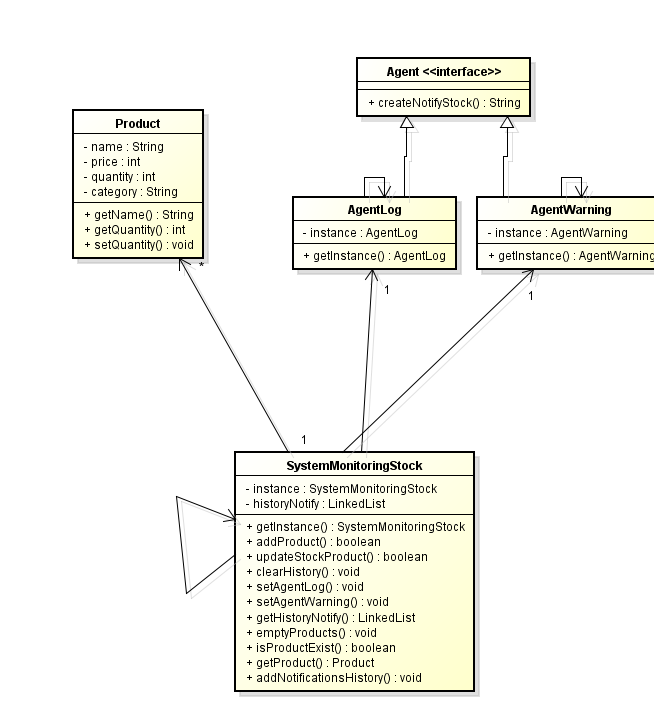 Agent <<interface>>
+ createNotifyStock() : String
Product
- name : String
- price : int
- quantity : int
- category : String
+ getName() : String
+ getQuantity() : int
+ setQuantity() : void
*
AgentLog
- instance : AgentLog
+ getInstance() : AgentLog
1
AgentWarning
- instance : AgentWarning
+ getInstance() : AgentWarning
1
1
SystemMonitoringStock
- instance : SystemMonitoringStock
- historyNotify : LinkedList
+ getInstance() : SystemMonitoringStock
+ addProduct() : boolean
+ updateStockProduct() : boolean
+ clearHistory() : void
+ setAgentLog() : void
+ setAgentWarning() : void
+ getHistoryNotify() : LinkedList
+ emptyProducts() : void
+ isProductExist() : boolean
+ getProduct() : Product
+ addNotificationsHistory() : void